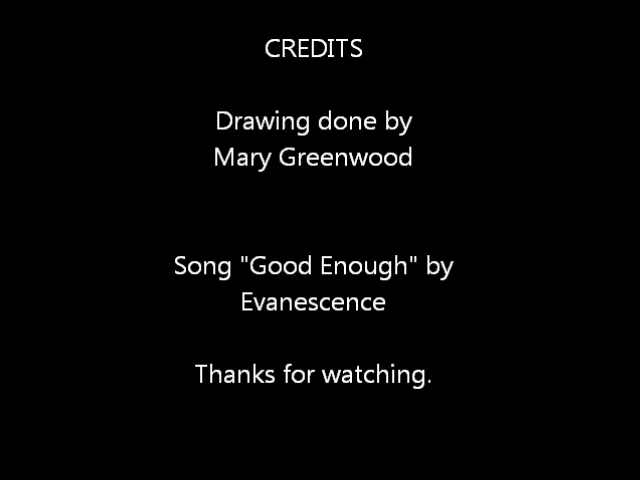 CREDITS
Drawing done by
Mary Greenwood
Song "Good Enough" by
Evanescence
Thanks for watching.